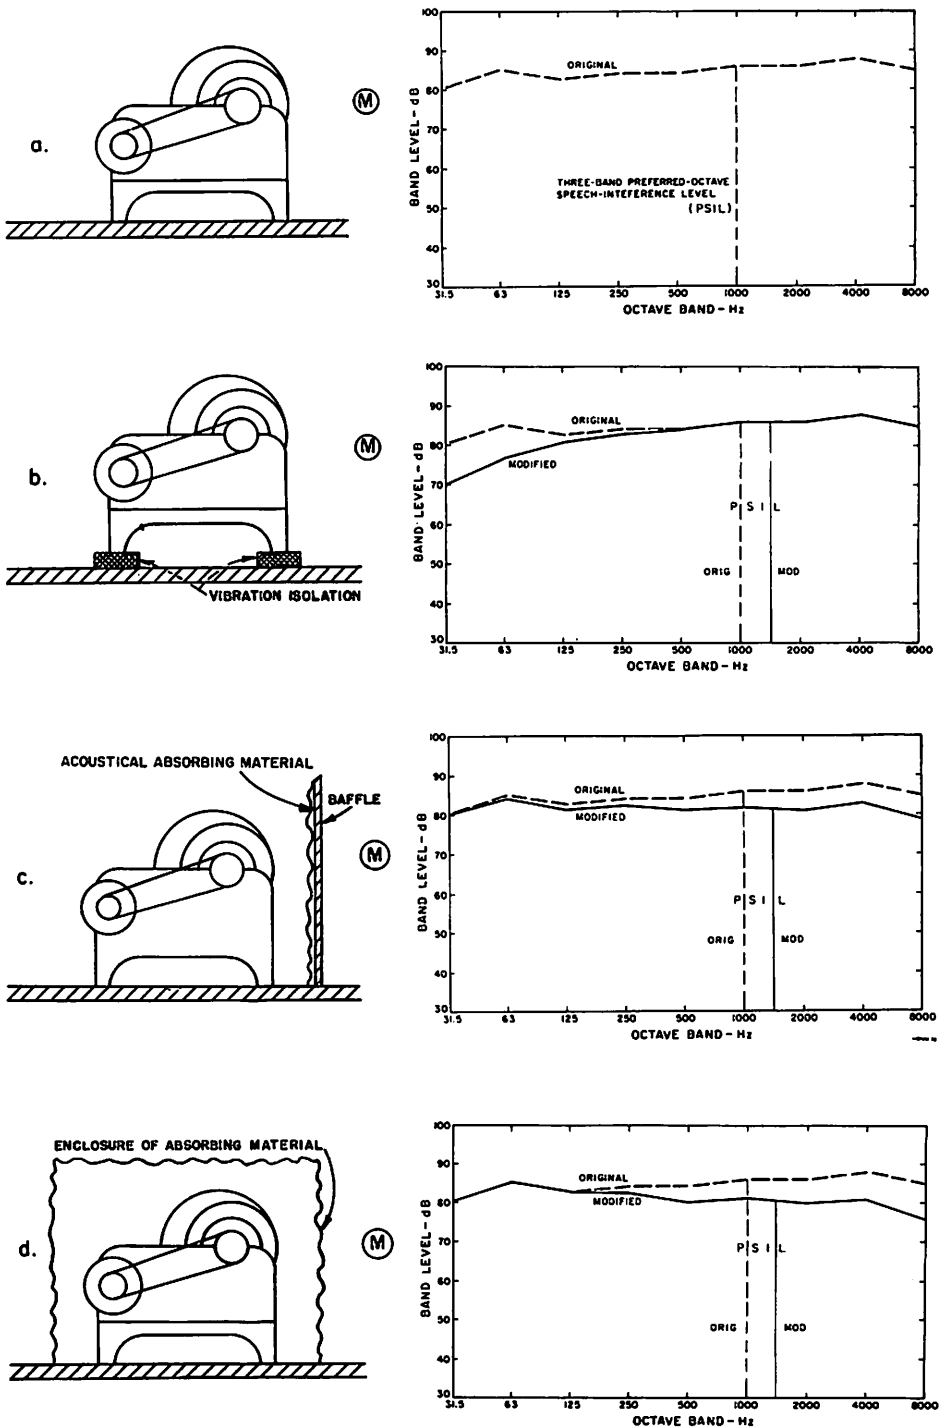 a.
M
100
90
80
70
60
50
40
30
BAND LEVEL - dB
ORIGINAL
THREE-BAND PREFERRED-OCTAVE
SPEECH-INTEFERENCE LEVEL
(PSIL)
31.5 63 125 250 500 1000 2000 4000 8000
OCTAVE BAND - Hz
b.
M
VIBRATION ISOLATION
100
90
80
70
60
50
40
30
BAND LEVEL - dB
ORIGINAL
MODIFIED
P S I L
ORIG MOD
31.5 63 125 250 500 1000 2000 4000 8000
OCTAVE BAND - Hz
ACOUSTICAL ABSORBING MATERIAL
BAFFLE
c.
M
100
90
80
70
60
50
40
30
BAND LEVEL - dB
ORIGINAL
MODIFIED
P S I L
ORIG MOD
31.5 63 125 250 500 1000 2000 4000 8000
OCTAVE BAND - Hz
ENCLOSURE OF ABSORBING MATERIAL
d.
M
100
90
80
70
60
50
40
30
BAND LEVEL - dB
ORIGINAL
MODIFIED
P S I L
ORIG MOD
31.5 63 125 250 500 1000 2000 4000 8000
OCTAVE BAND - Hz